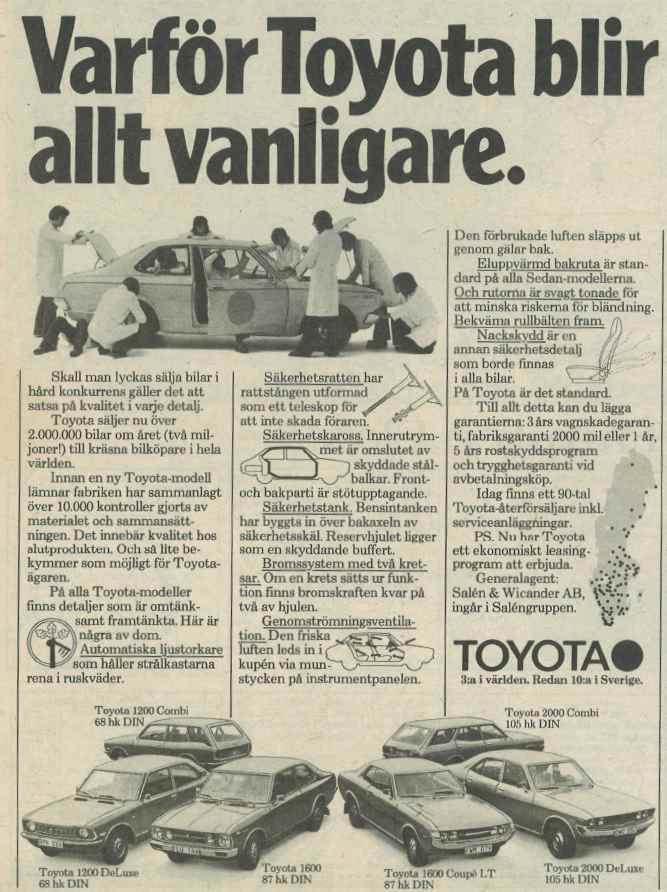 Varför Toyota blir
allt vanligare.
Skall man lyckas sälja bilar i
hård konkurrens gäller det att
satsa på kvalitet i varje detalj.
Toyota säljer nu över
2.000.000 bilar om året (två mil-
joner!) till kräsna bilköpare i hela
världen.
Innan en ny Toyota-modell
lämnar fabriken har sammanlagt
över 10.000 kontroller gjorts av
materialet och sammansätt-
ningen. Det innebär kvalitet hos
slutprodukten. Och så lite be-
kymmer som möjligt för Toyota-
ägaren.
På alla Toyota-modeller
finns detaljer som är omtänk-
samt framtänkta. Här är
några av dom.
Automatiska ljustorkare
som håller strålkastarna
rena i ruskväder.
Säkerhetsratten har
rattstången utformad
som ett teleskop för
att inte skada föraren.
Säkerhetskaross. Innerutrym-
met är omslutet av
skyddade stål-
balkar. Front-
och bakparti är stötupptagande.
Säkerhetstank. Bensintanken
har byggts in över bakaxeln av
säkerhetsskäl. Reservhjulet ligger
som en skyddande buffert.
Bromssystem med två kret-
sar. Om en krets sätts ur funk-
tion finns bromskraften kvar på
två av hjulen.
Genomströmningsventila-
tion. Den friska
luften leds in i
kupén via mun-
stycken på instrumentpanelen.
Den förbrukade luften släpps ut
genom gälar bak.
Eluppvärmd bakruta är stan-
dard på alla Sedan-modellerna.
Och rutorna är svagt tonade för
att minska riskerna för bländning.
Bekväma rullbälten fram.
Nackskydd är en
annan säkerhetsdetalj
som borde finnas
i alla bilar.
På Toyota är det standard.
Till allt detta kan du lägga
garantierna: 3 års vagnskadegaran-
ti, fabriksgaranti 2000 mil eller 1 år,
5 års rostskyddsprogram
och trygghetsgaranti vid
avbetalningsköp.
Idag finns ett 90-tal
Toyota-återförsäljare inkl.
serviceanläggningar.
PS. Nu har Toyota
ett ekonomiskt leasing-
program att erbjuda.
Generalagent:
Salén & Wicander AB,
ingår i Saléngruppen.
TOYOTA
3:a i världen. Redan 10:a i Sverige.
Toyota 1200 Combi
68 hk DIN
Toyota 2000 Combi
105 hk DIN
Toyota 1200 DeLuxe
68 hk DIN
Toyota 1600
87 hk DIN
Toyota 1600 Coupé LT
87 hk DIN
Toyota 2000 DeLuxe
105 hk DIN